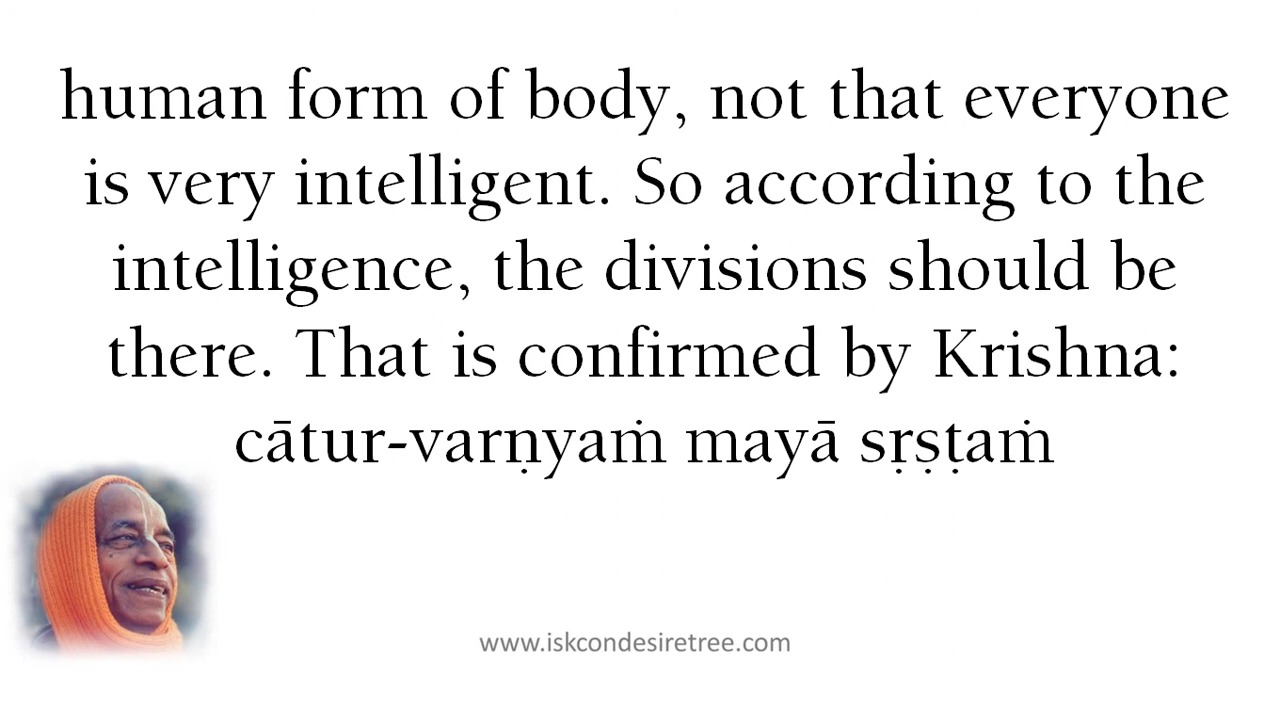 human form of body, not that everyone
is very intelligent. So according to the
intelligence, the divisions should be
there. That is confirmed by Krishna:
cātur-varṇyaṁ mayā sṛṣṭaṁ
www.iskcondesiretree.com